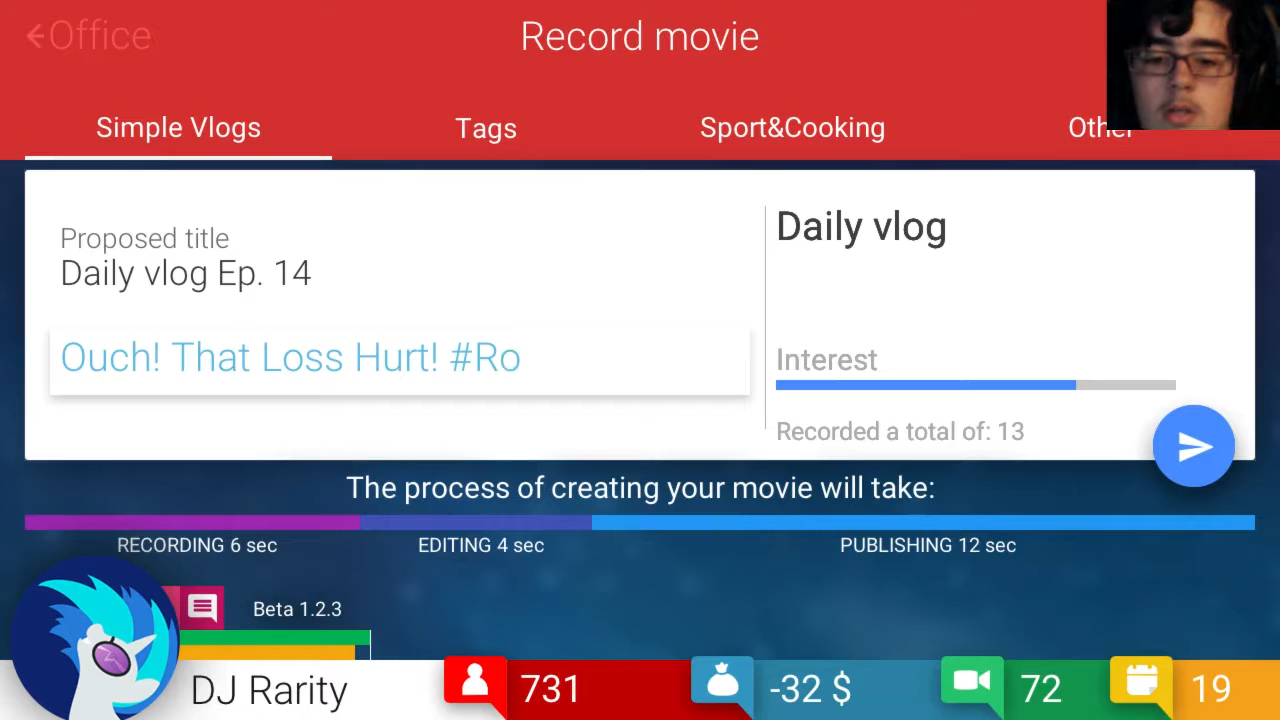 Office
Record movie
Simple Vlogs
Tags
Sport&Cooking
Other
Proposed title
Daily vlog Ep. 14
Ouch! That Loss Hurt! #Ro
Daily vlog
Interest
Recorded a total of: 13
The process of creating your movie will take:
RECORDING 6 sec
EDITING 4 sec
PUBLISHING 12 sec
Beta 1.2.3
DJ Rarity
731
-32 $
72
19